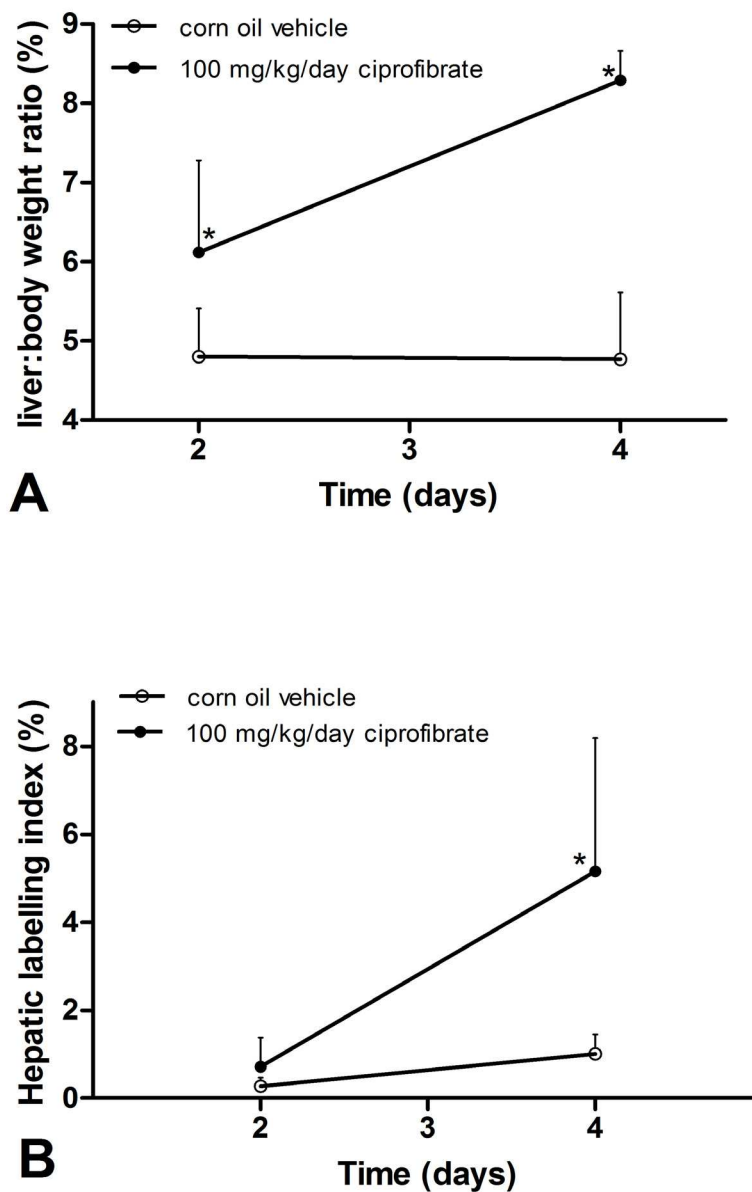 corn oil vehicle
100 mg/kg/day ciprofibrate
liver:body weight ratio (%)
9
8
7
6
5
4
*
*
2
3
4
Time (days)
A
corn oil vehicle
100 mg/kg/day ciprofibrate
Hepatic labelling index (%)
8
6
4
2
0
*
2
3
4
Time (days)
B